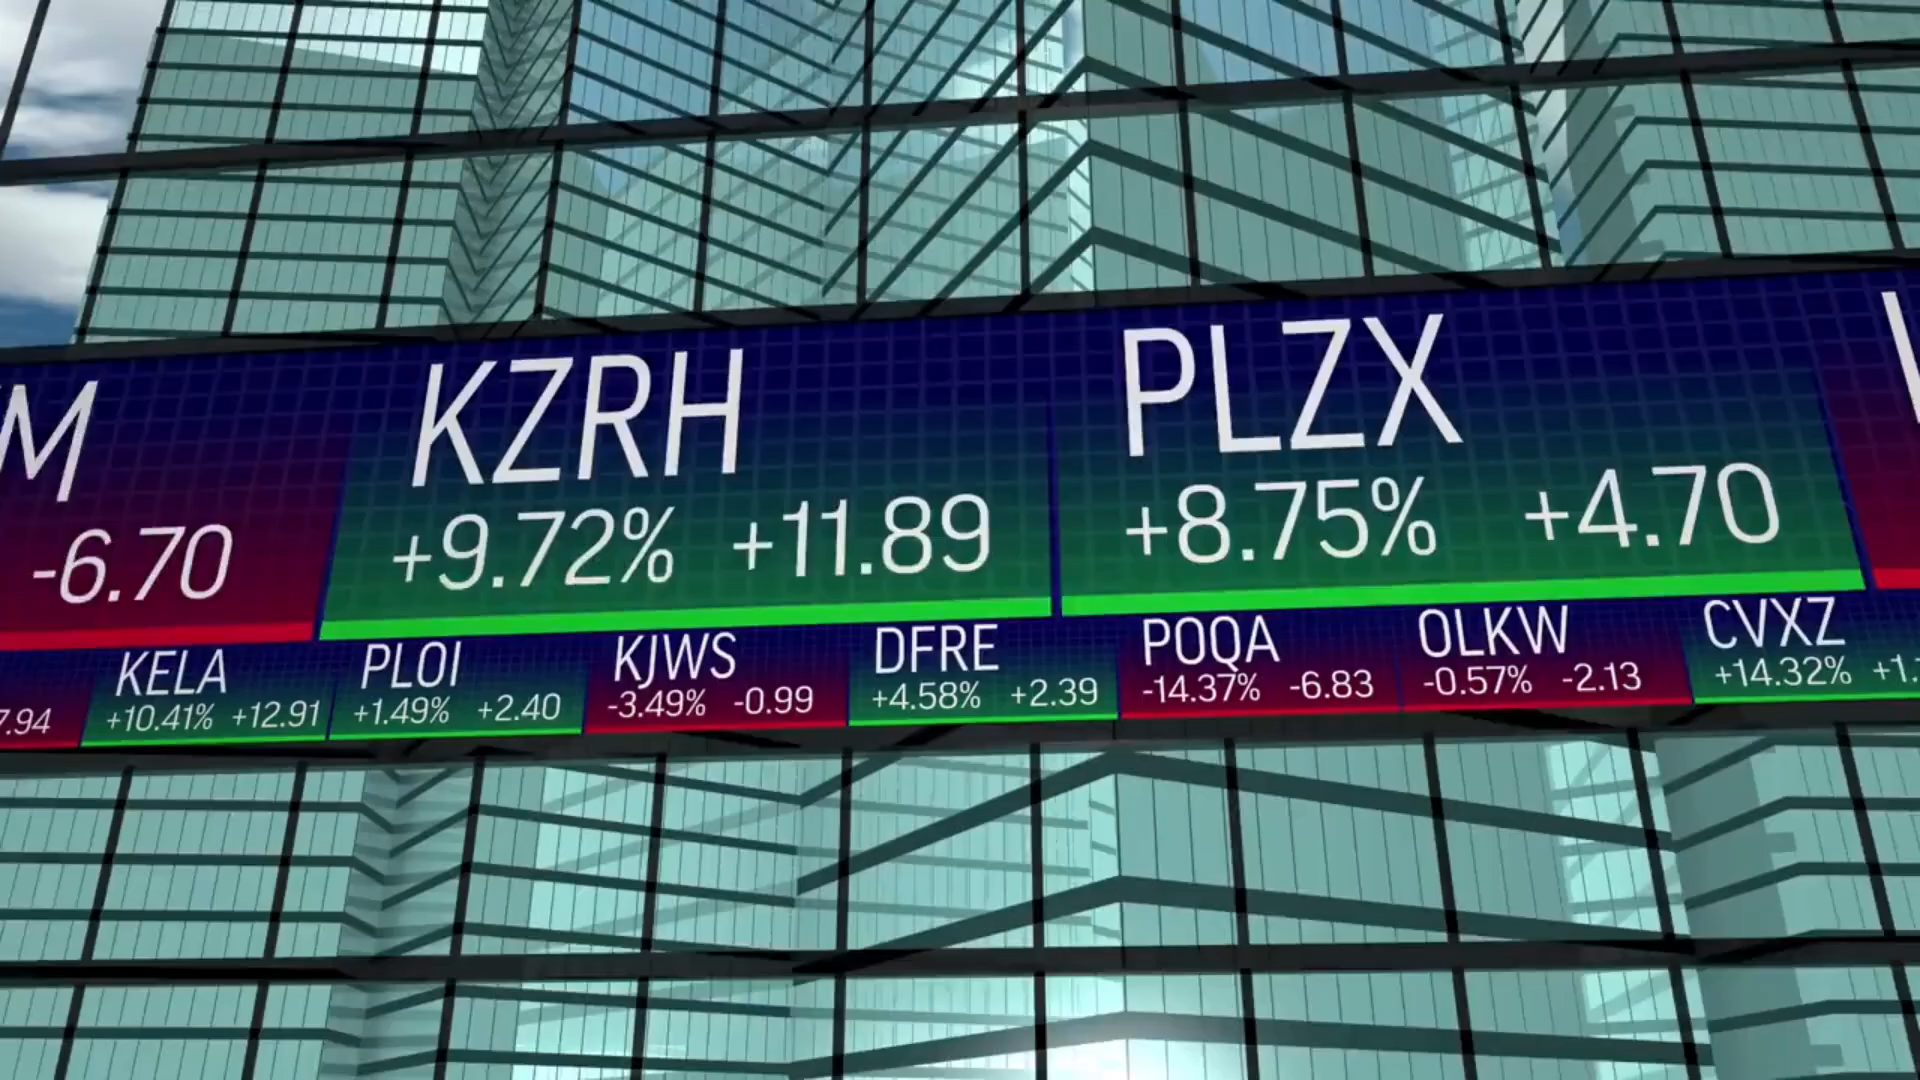 KZRH
PLZX
-6.70
+9.72% +11.89
+8.75% +4.70
KELA
PLOI
KJWS
DFRE
POQA
OLKW
CVXZ
7.94
+10.41% +12.91
+1.49% +2.40
-3.49% -0.99
+4.58% +2.39
-14.37% -6.83
-0.57% -2.13
+14.32%